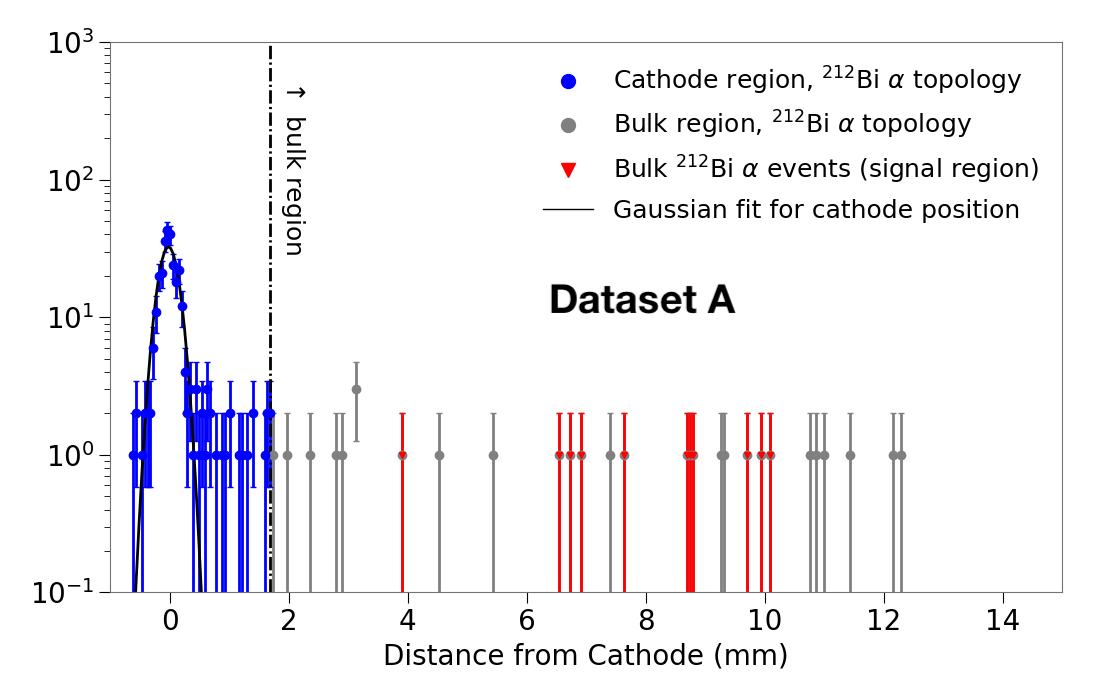 10³
10²
10¹
10⁰
10⁻¹
↑ bulk region
Cathode region, ²¹²Bi α topology
Bulk region, ²¹²Bi α topology
Bulk ²¹²Bi α events (signal region)
Gaussian fit for cathode position
Dataset A
0 2 4 6 8 10 12 14
Distance from Cathode (mm)